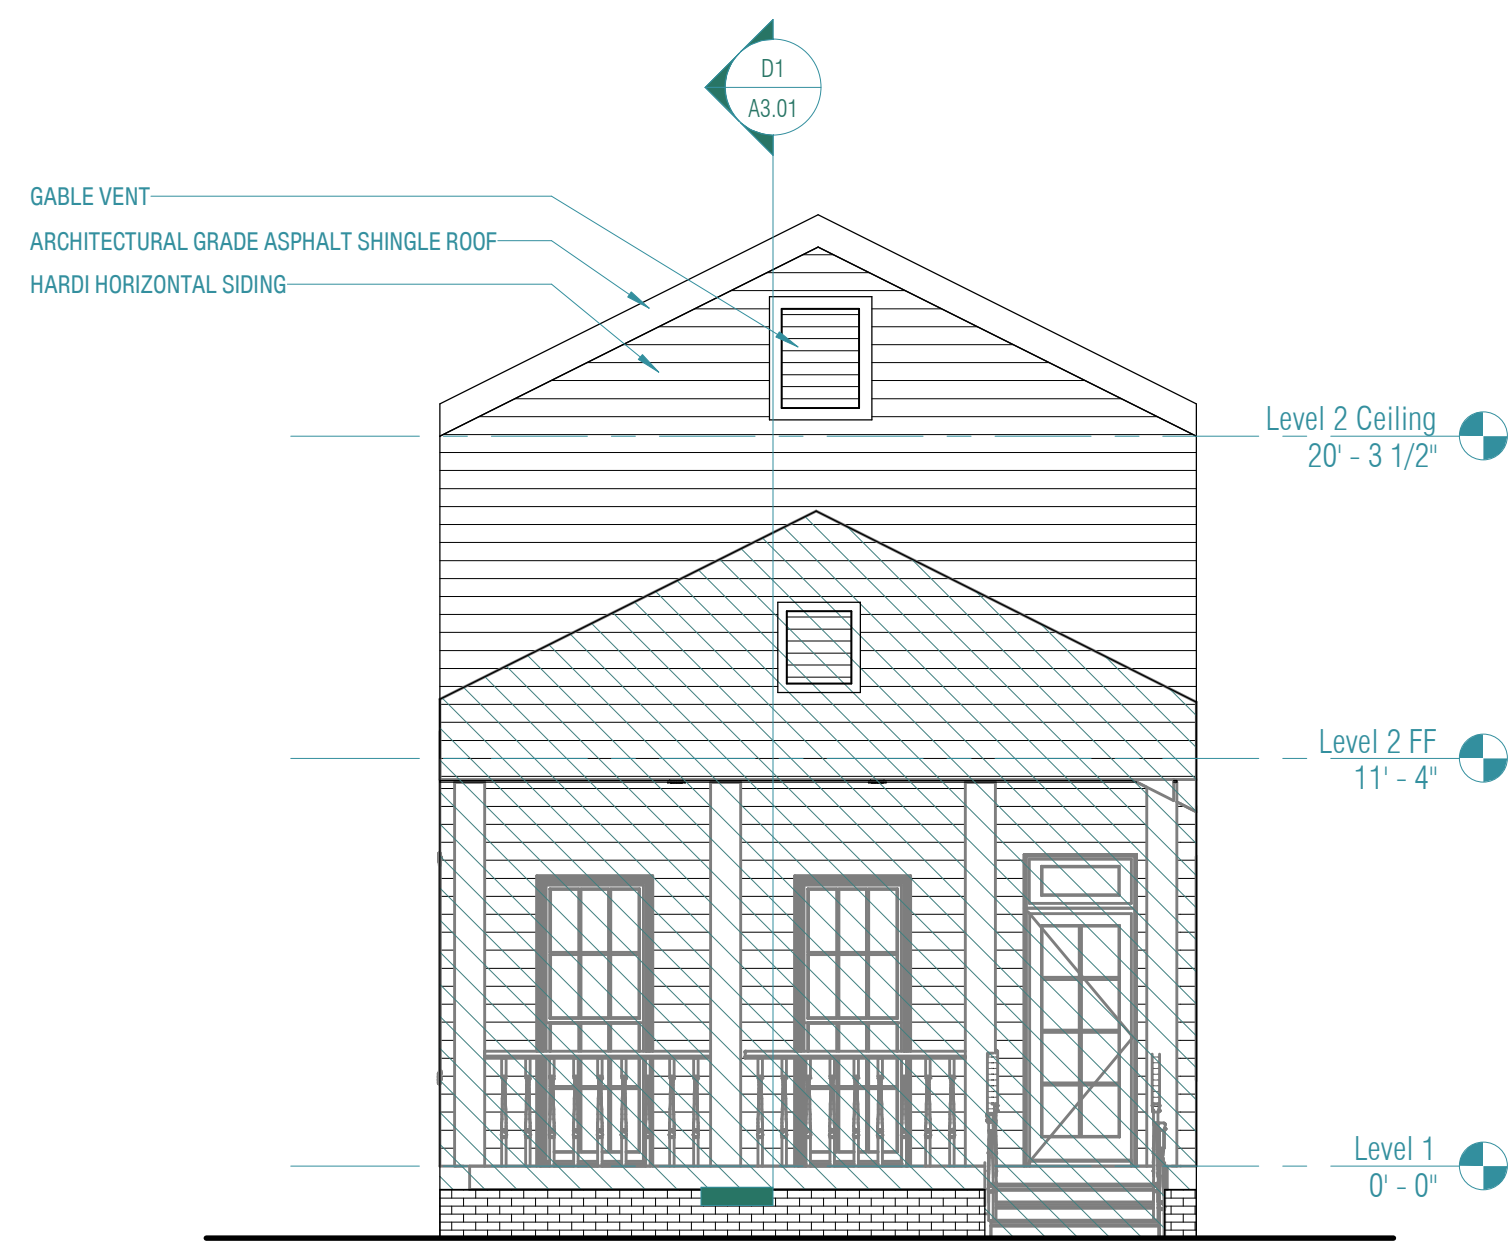 D1
A3.01
GABLE VENT
ARCHITECTURAL GRADE ASPHALT SHINGLE ROOF
HARDI HORIZONTAL SIDING
Level 2 Ceiling
20' - 3 1/2"
Level 2 FF
11' - 4"
Level 1
0' - 0"